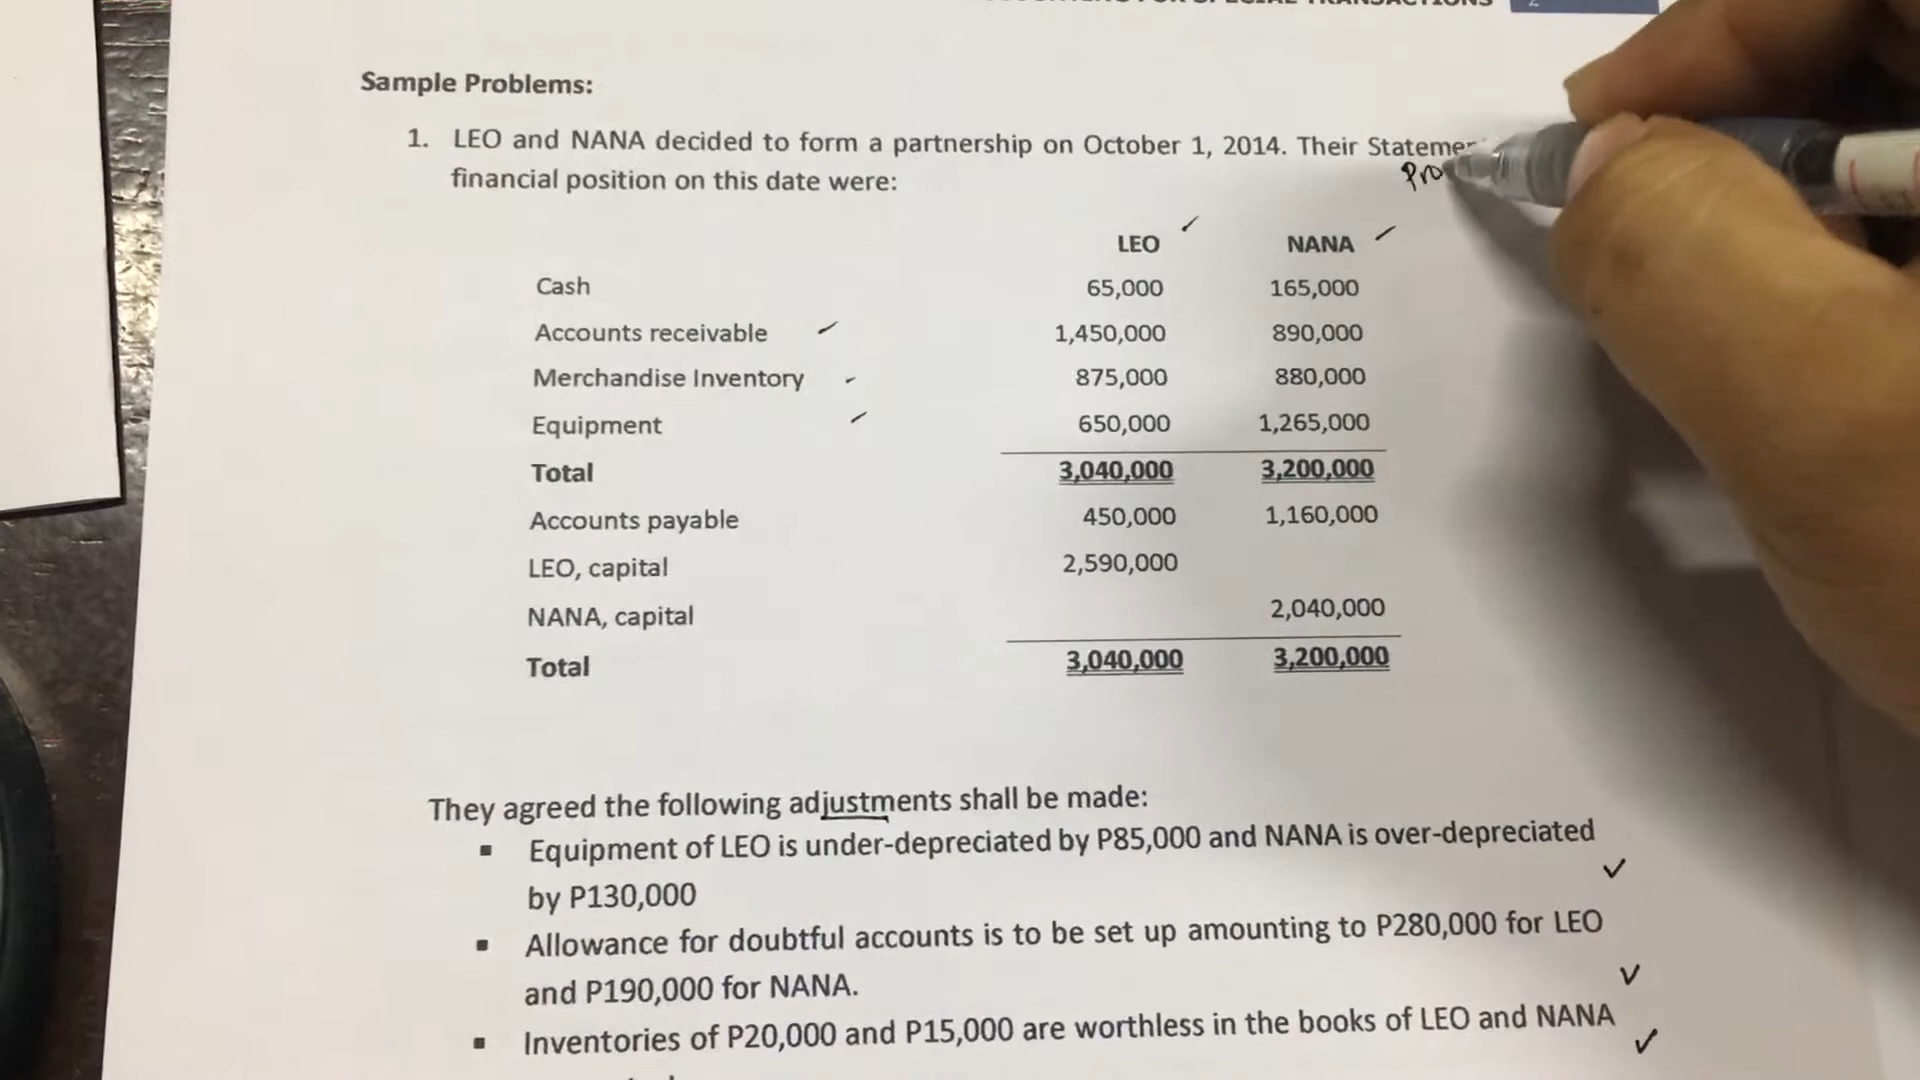 SPECIAL TRANSACTIONS
2
Sample Problems:
1. LEO and NANA decided to form a partnership on October 1, 2014. Their
financial position on this date were:
Pro
LEO NANA
Cash 65,000 165,000
Accounts receivable 1,450,000 890,000
Merchandise Inventory 875,000 880,000
Equipment 650,000 1,265,000
Total 3,040,000 3,200,000
Accounts payable 450,000 1,160,000
LEO, capital 2,590,000
NANA, capital 2,040,000
Total 3,040,000 3,200,000
They agreed the following adjustments shall be made:
▪ Equipment of LEO is under-depreciated by P85,000 and NANA is over-depreciated
by P130,000
▪ Allowance for doubtful accounts is to be set up amounting to P280,000 for LEO
and P190,000 for NANA.
▪ Inventories of P20,000 and P15,000 are worthless in the books of LEO and NANA